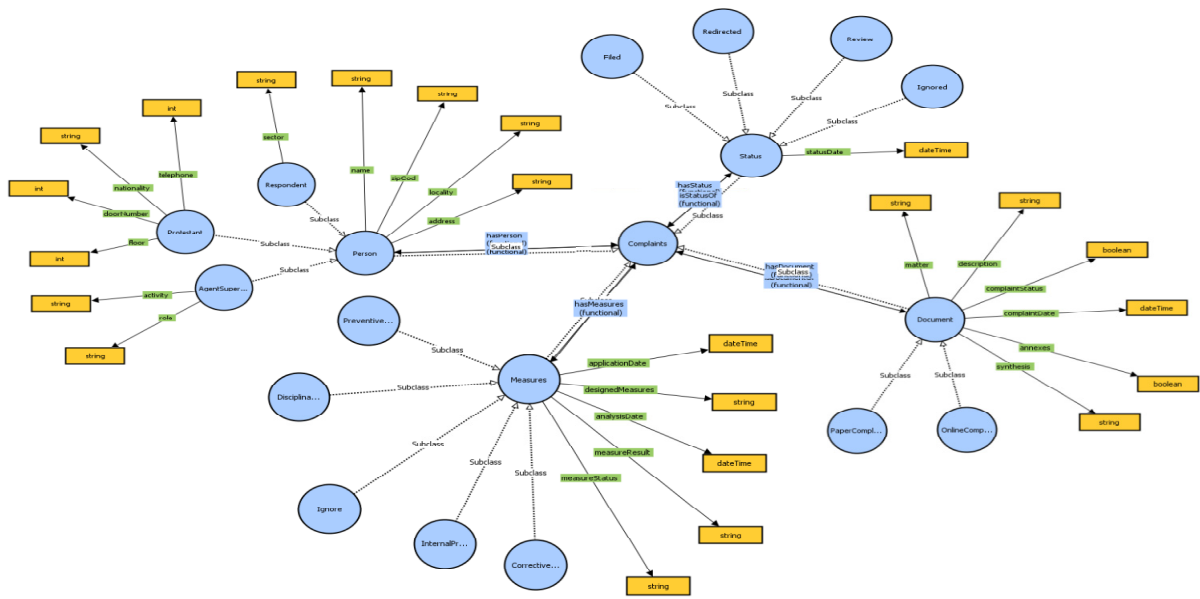 Redirected
Review
Filed
Ignored
string
string
string
int
string
string
string
int
int
string
string
Subclass
Subclass
Subclass
Subclass
Status
statusDate
dateTime
sector
name
zipCod
locality
address
telephone
nationality
doorNumber
floor
Respondent
Subclass
Protestant
Subclass
Person
Subclass
AgentSuper...
activity
role
hasPerson
(functional)
Subclass
hasStatus
(functional)
isStatusOf
(functional)
Subclass
Complaints
hasDocument
Subclass
(functional)
string
string
boolean
dateTime
boolean
string
matter
description
complaintStatus
complaintDate
annexes
synthesis
Document
Subclass
Subclass
PaperCompl...
OnlineComp...
Subclass
hasMeasures
(functional)
Preventive...
Subclass
Disciplina...
Subclass
Measures
Ignore
Subclass
InternalPr...
Subclass
Corrective...
Subclass
applicationDate
dateTime
designedMeasures
string
analysisDate
dateTime
measureResult
string
measureStatus
string